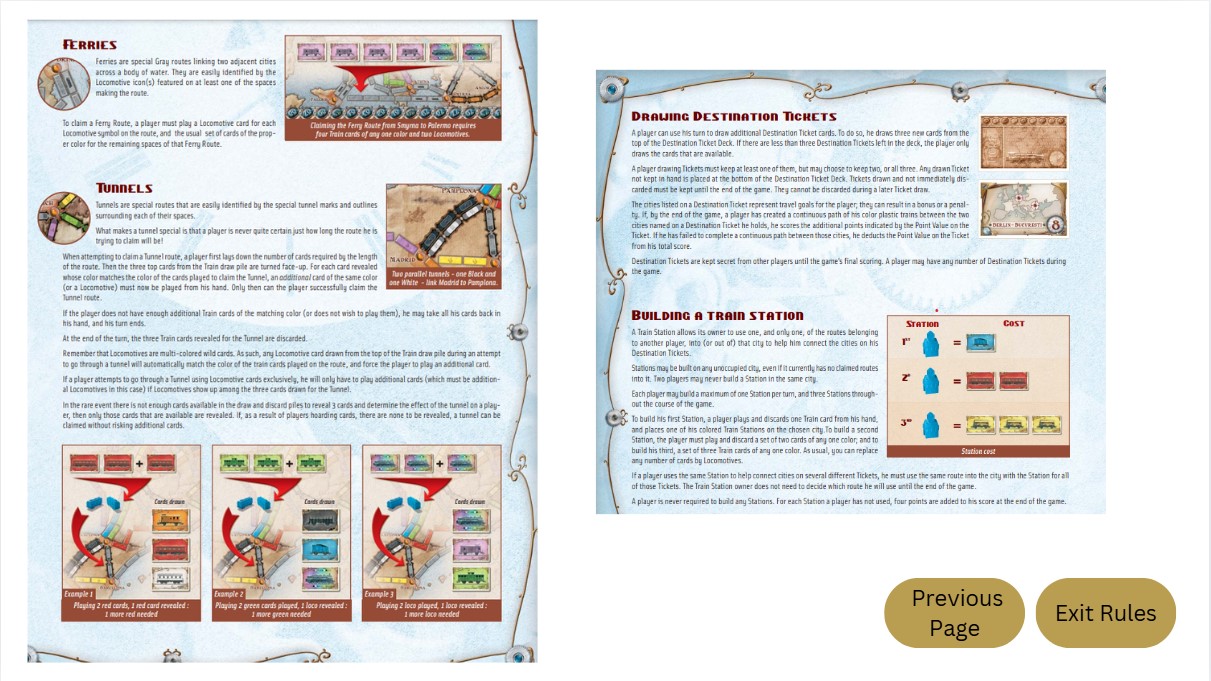 FERRIES
Ferries are special Gray routes linking two adjacent cities
across a body of water. They are easily identified by the
Locomotive icon(s) featured on at least one of the spaces
making the route.
To claim a Ferry Route, a player must play a Locomotive card for each
Locomotive symbol on the route, and the usual set of cards of the prop-
er color for the remaining spaces of that Ferry Route.
Claiming the Ferry Route from Smyrna to Palermo requires
four Train cards of any one color and two Locomotives.
TUNNELS
Tunnels are special routes that are easily identified by the special tunnel marks and outlines
surrounding each of their spaces.
What makes a tunnel special is that a player is never quite certain just how long the route he is
trying to claim will be!
When attempting to claim a Tunnel route, a player first lays down the number of cards required by the length
of the route. Then the three top cards from the Train draw pile are turned face-up. For each card revealed
whose color matches the color of the cards played to claim the Tunnel, an additional card of the same color
(or a Locomotive) must now be played from his hand. Only then can the player successfully claim the
Tunnel route.
PAMPLONA
MADRID
Two parallel tunnels – one Black and
one White – link Madrid to Pamplona.
If the player does not have enough additional Train cards of the matching color (or does not wish to play them), he may take all his cards back in
his hand, and his turn ends.
At the end of the turn, the three Train cards revealed for the Tunnel are discarded.
Remember that Locomotives are multi-colored wild cards. As such, any Locomotive card drawn from the top of the Train draw pile during an attempt
to go through a tunnel will automatically match the color of the train cards played on the route, and force the player to play an additional card.
If a player attempts to go through a Tunnel using Locomotive cards exclusively, he will only have to play additional cards (which must be addition-
al Locomotives in this case) if Locomotives show up among the three cards drawn for the Tunnel.
In the rare event there is not enough cards available in the draw and discard piles to reveal 3 cards and determine the effect of the tunnel on a play-
er, then only those cards that are available are revealed. If, as a result of players hoarding cards, there are none to be revealed, a tunnel can be
claimed without risking additional cards.
+
Cards drawn
Example 1
Playing 2 red cards, 1 red card revealed :
1 more red needed
+
Cards drawn
Example 2
Playing 2 green cards played, 1 loco revealed :
1 more green needed
+
Cards drawn
Example 3
Playing 2 loco played, 1 loco revealed :
1 more loco needed
DRAWING DESTINATION TICKETS
A player can use his turn to draw additional Destination Ticket cards. To do so, he draws three new cards from the
top of the Destination Ticket Deck. If there are less than three Destination Tickets left in the deck, the player only
draws the cards that are available.
A player drawing Tickets must keep at least one of them, but may choose to keep two, or all three. Any drawn Ticket
not kept in hand is placed at the bottom of the Destination Ticket Deck. Tickets drawn and not immediately dis-
carded must be kept until the end of the game. They cannot be discarded during a later Ticket draw.
The cities listed on a Destination Ticket represent travel goals for the player; they can result in a bonus or a penal-
ty. If, by the end of the game, a player has created a continuous path of his color plastic trains between the two
cities named on a Destination Ticket he holds, he scores the additional points indicated by the Point Value on the
Ticket. If he has failed to complete a continuous path between those cities, he deducts the Point Value on the Ticket
from his total score.
Destination Tickets are kept secret from other players until the game's final scoring. A player may have any number of Destination Tickets during
the game.
BERLIN - BUCURESTI
8
BUILDING A TRAIN STATION
A Train Station allows its owner to use one, and only one, of the routes belonging
to another player, into (or out of) that city to help him connect the cities on his
Destination Tickets.
Stations may be built on any unoccupied city, even if it currently has no claimed routes
into it. Two players may never build a Station in the same city.
Each player may build a maximum of one Station per turn, and three Stations through-
out the course of the game.
To build his first Station, a player plays and discards one Train card from his hand,
and places one of his colored Train Stations on the chosen city. To build a second
Station, the player must play and discard a set of two cards of any one color; and to
build his third, a set of three Train cards of any one color. As usual, you can replace
any number of cards by Locomotives.
STATION COST
1ST =
2D =
3RD =
Station cost
If a player uses the same Station to help connect cities on several different Tickets, he must use the same route into the city with the Station for all
of those Tickets. The Train Station owner does not need to decide which route he will use until the end of the game.
A player is never required to build any Stations. For each Station a player has not used, four points are added to his score at the end of the game.
Previous
Page
Exit Rules